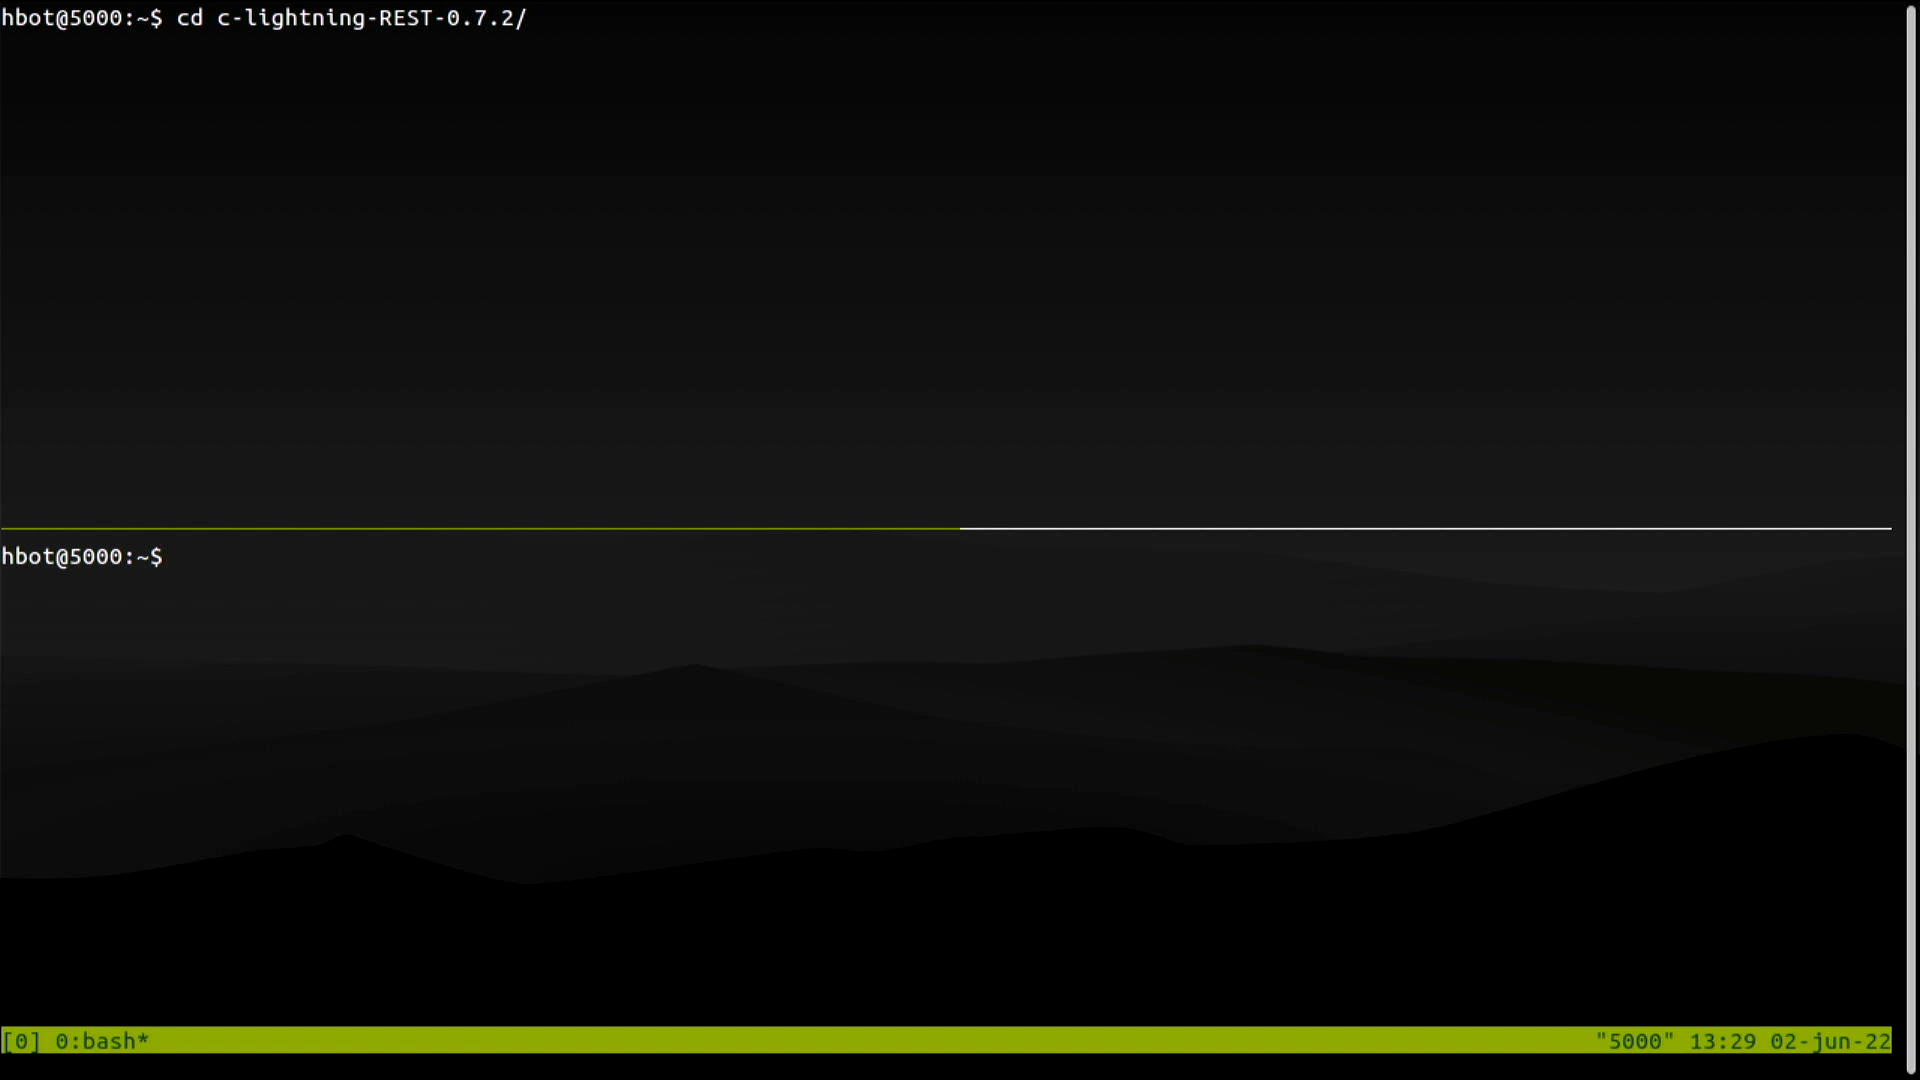 hbot@5000:~$ cd c-lightning-REST-0.7.2/
hbot@5000:~$
[0] 0:bash* "5000" 13:29 02-jun-22